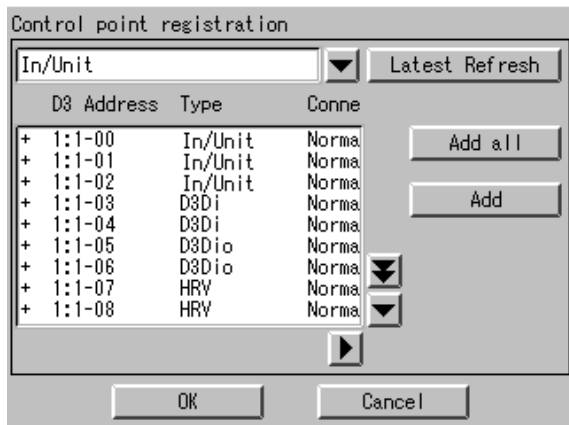 Control point registration
In/Unit
Latest Refresh
D3 Address Type Conne
+ 1:1-00 In/Unit Norma
+ 1:1-01 In/Unit Norma
+ 1:1-02 In/Unit Norma
+ 1:1-03 D3Di Norma
+ 1:1-04 D3Di Norma
+ 1:1-05 D3Dio Norma
+ 1:1-06 D3Dio Norma
+ 1:1-07 HRV Norma
+ 1:1-08 HRV Norma
Add all
Add
OK Cancel